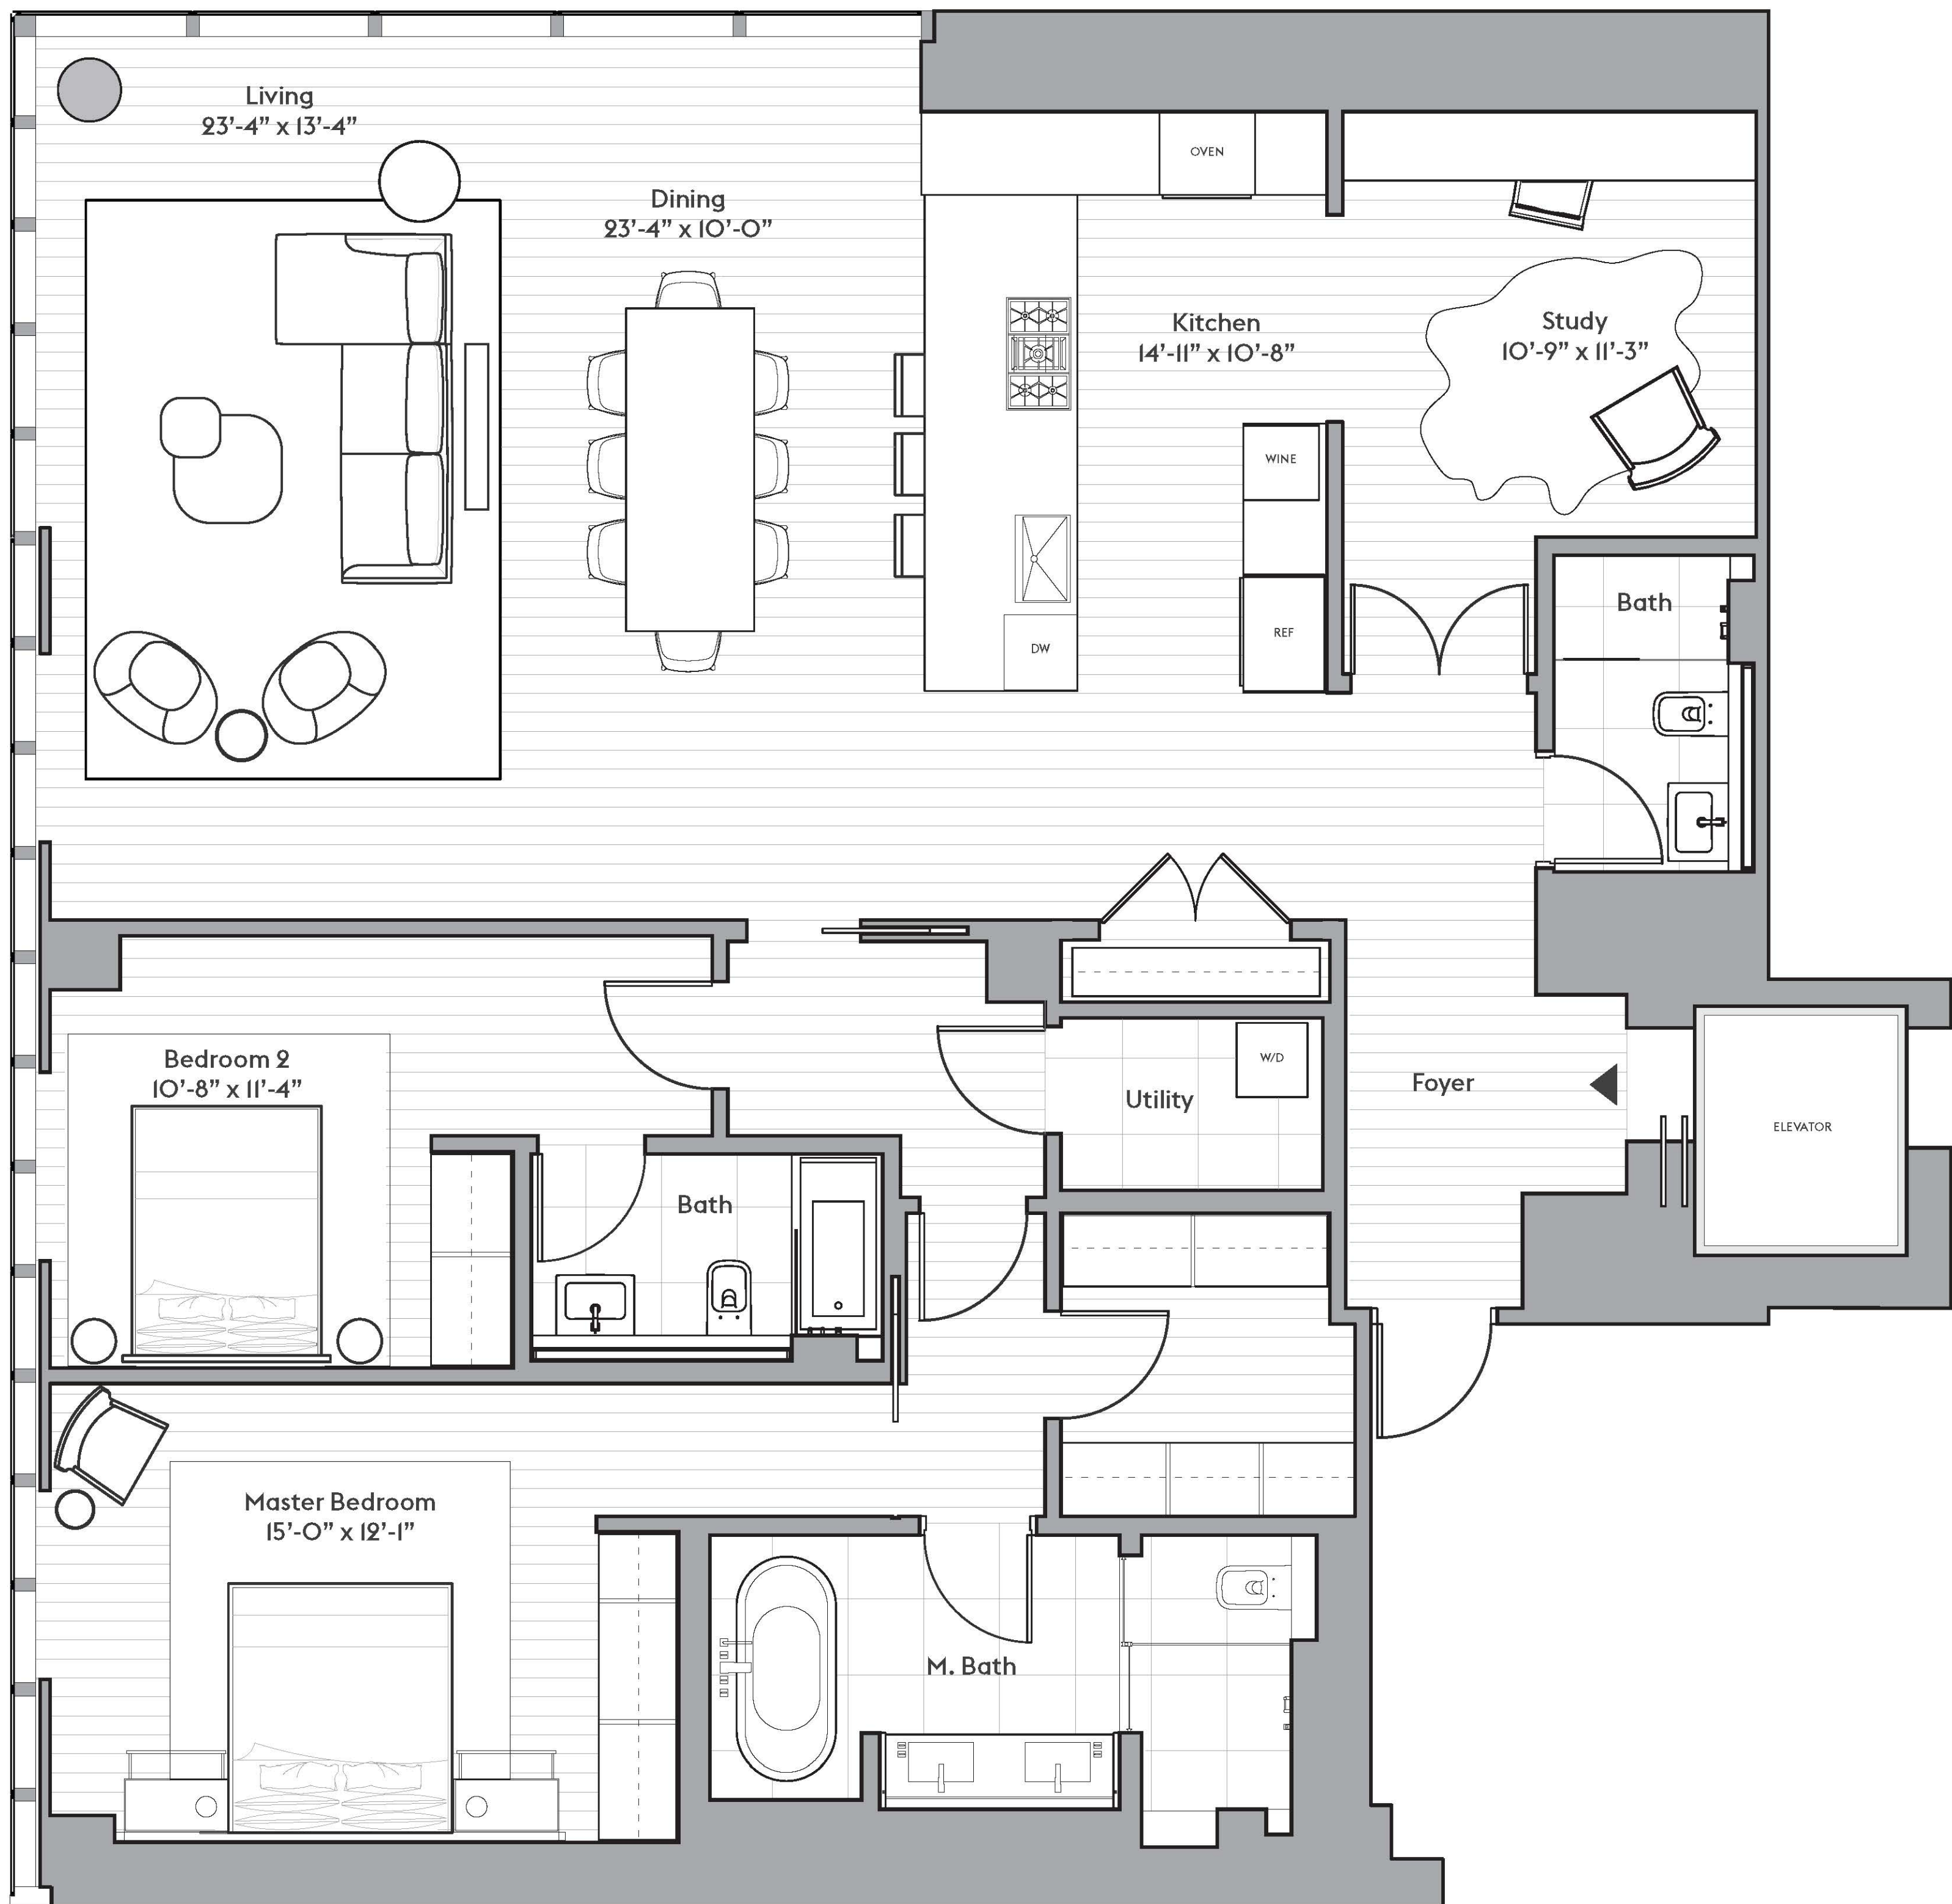 Living
23'-4" x 13'-4"
OVEN
Dining
23'-4" x 10'-0"
Kitchen
14'-11" x 10'-8"
Study
10'-9" x 11'-3"
WINE
REF
DW
Bath
Bedroom 2
10'-8" x 11'-4"
W/D
Utility
Foyer
ELEVATOR
Bath
Master Bedroom
15'-0" x 12'-1"
M. Bath